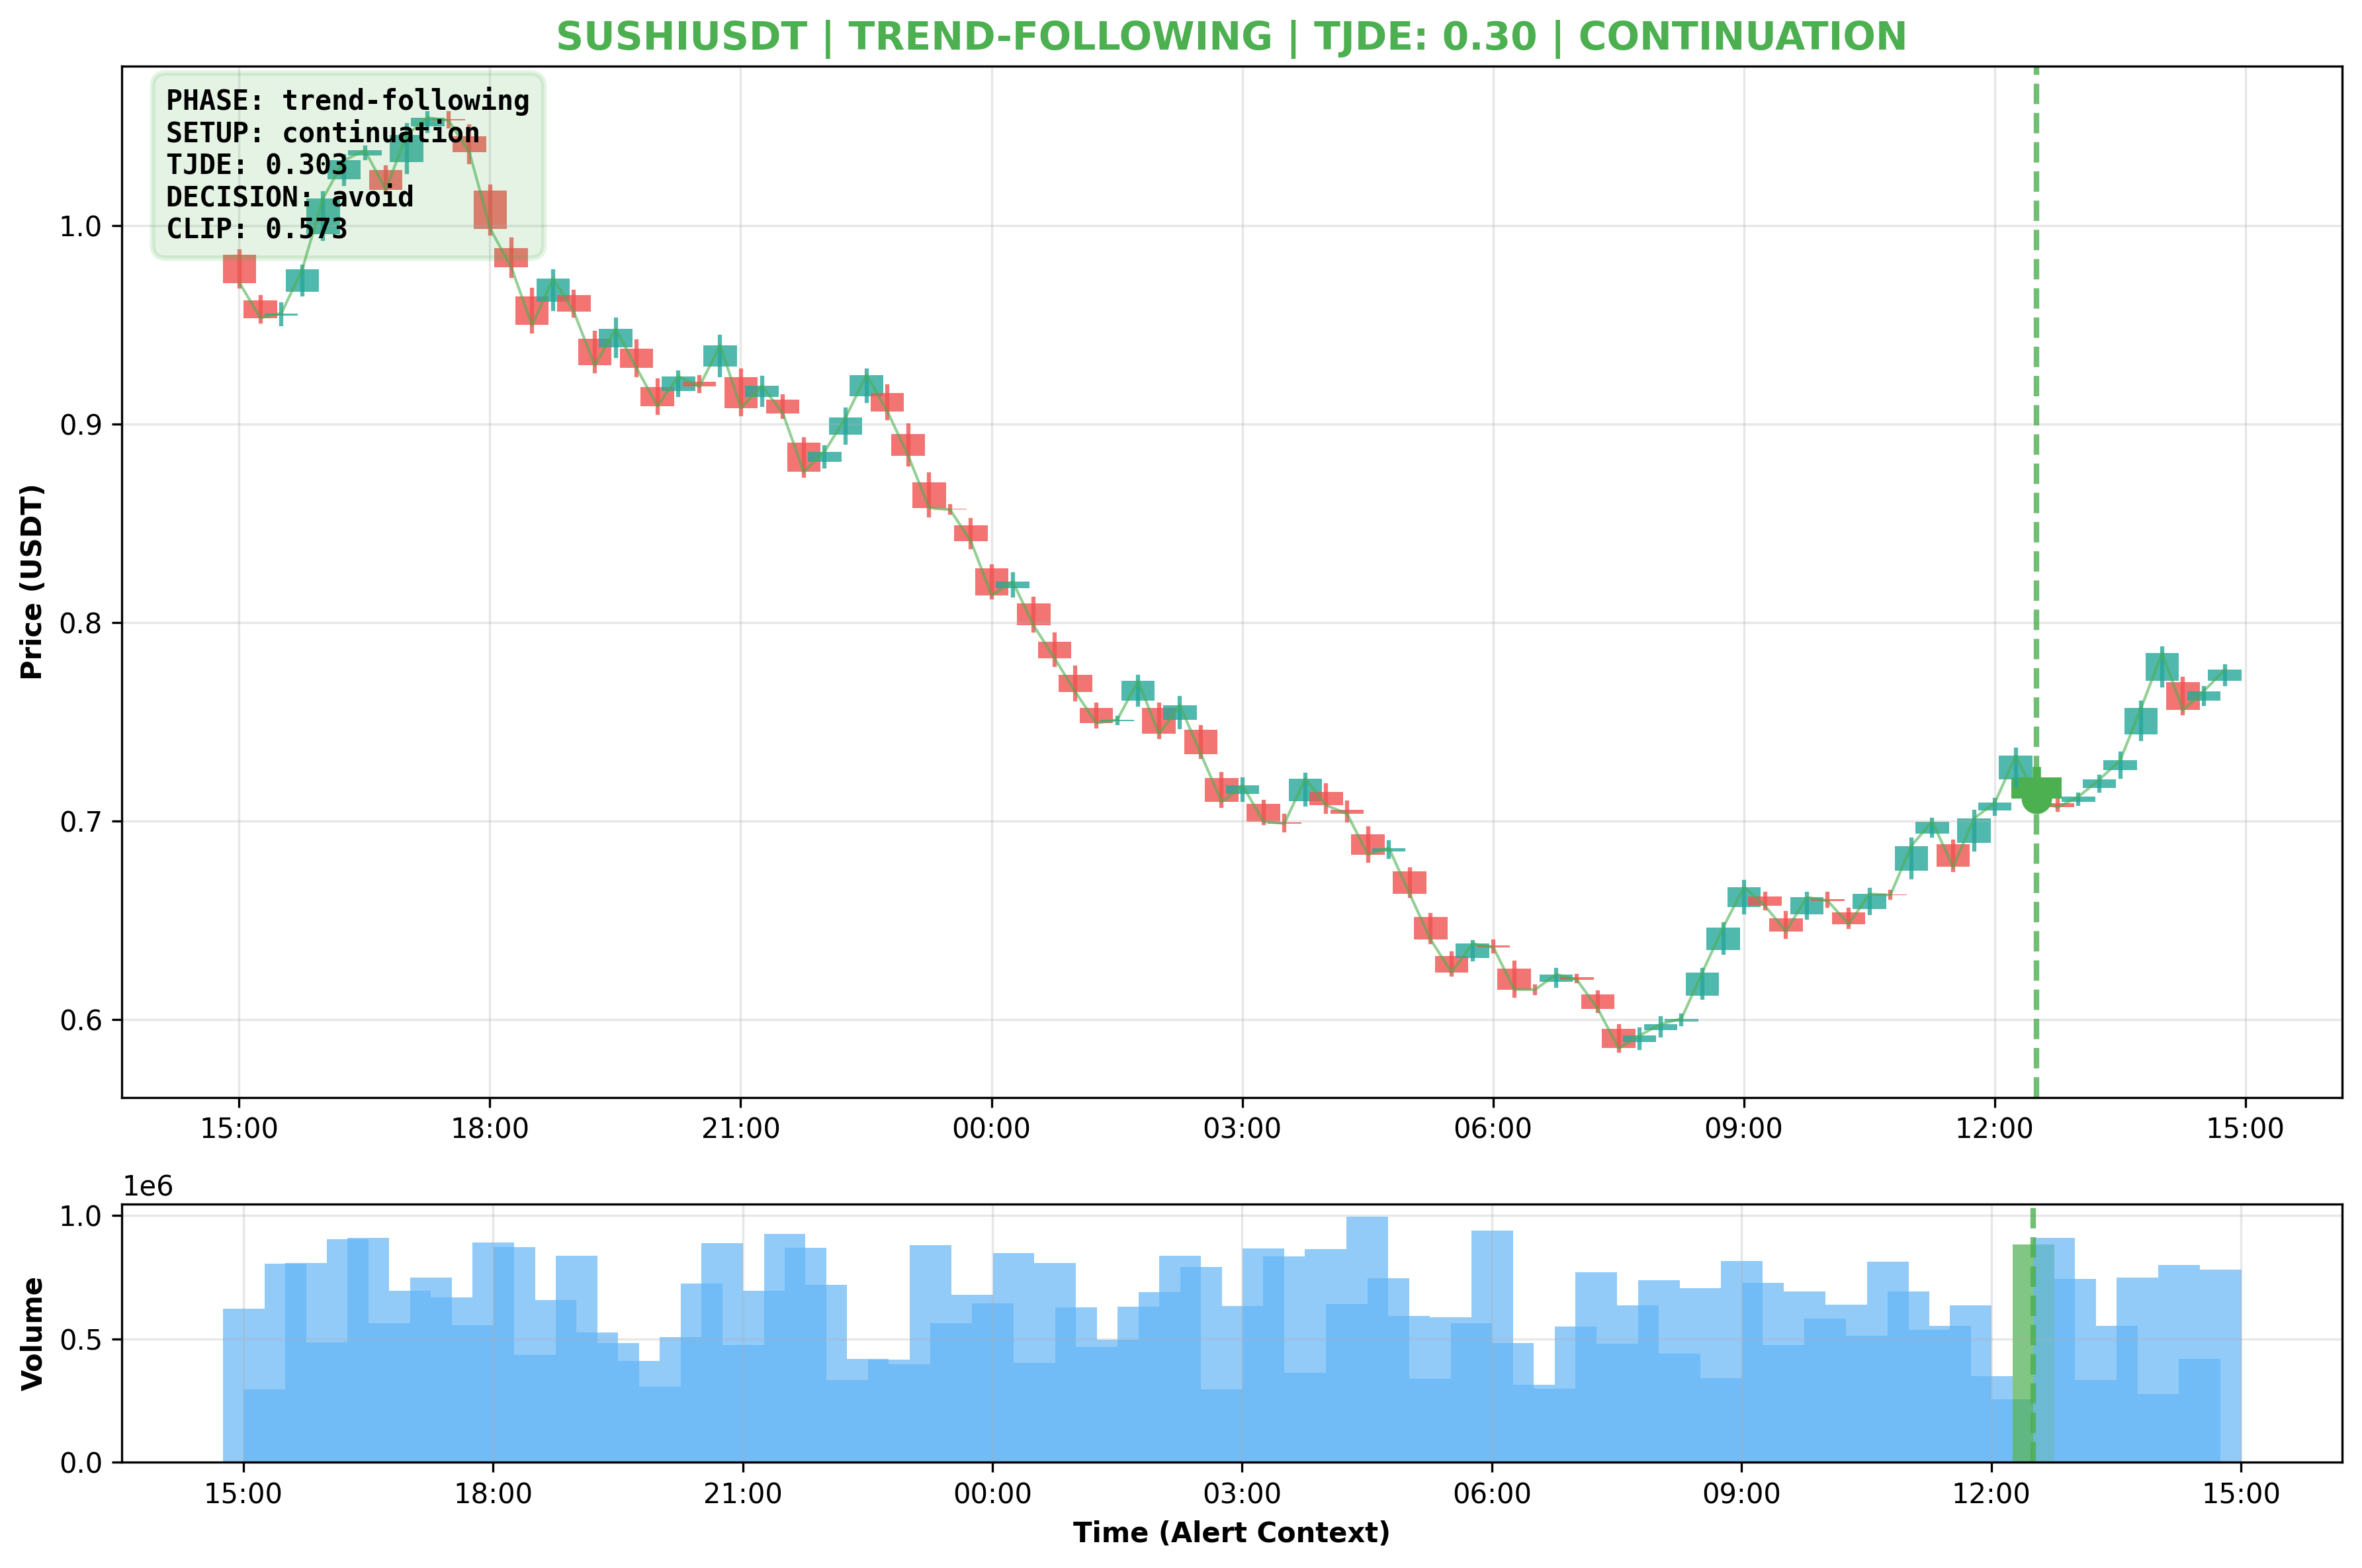 SUSHIUSDT | TREND-FOLLOWING | TJDE: 0.30 | CONTINUATION
PHASE: trend-following
SETUP: continuation
TJDE: 0.303
DECISION: avoid
CLIP: 0.573
Price (USDT)
1.0
0.9
0.8
0.7
0.6
15:00 18:00 21:00 00:00 03:00 06:00 09:00 12:00 15:00
1e6
Volume
1.0
0.5
0.0
15:00 18:00 21:00 00:00 03:00 06:00 09:00 12:00 15:00
Time (Alert Context)